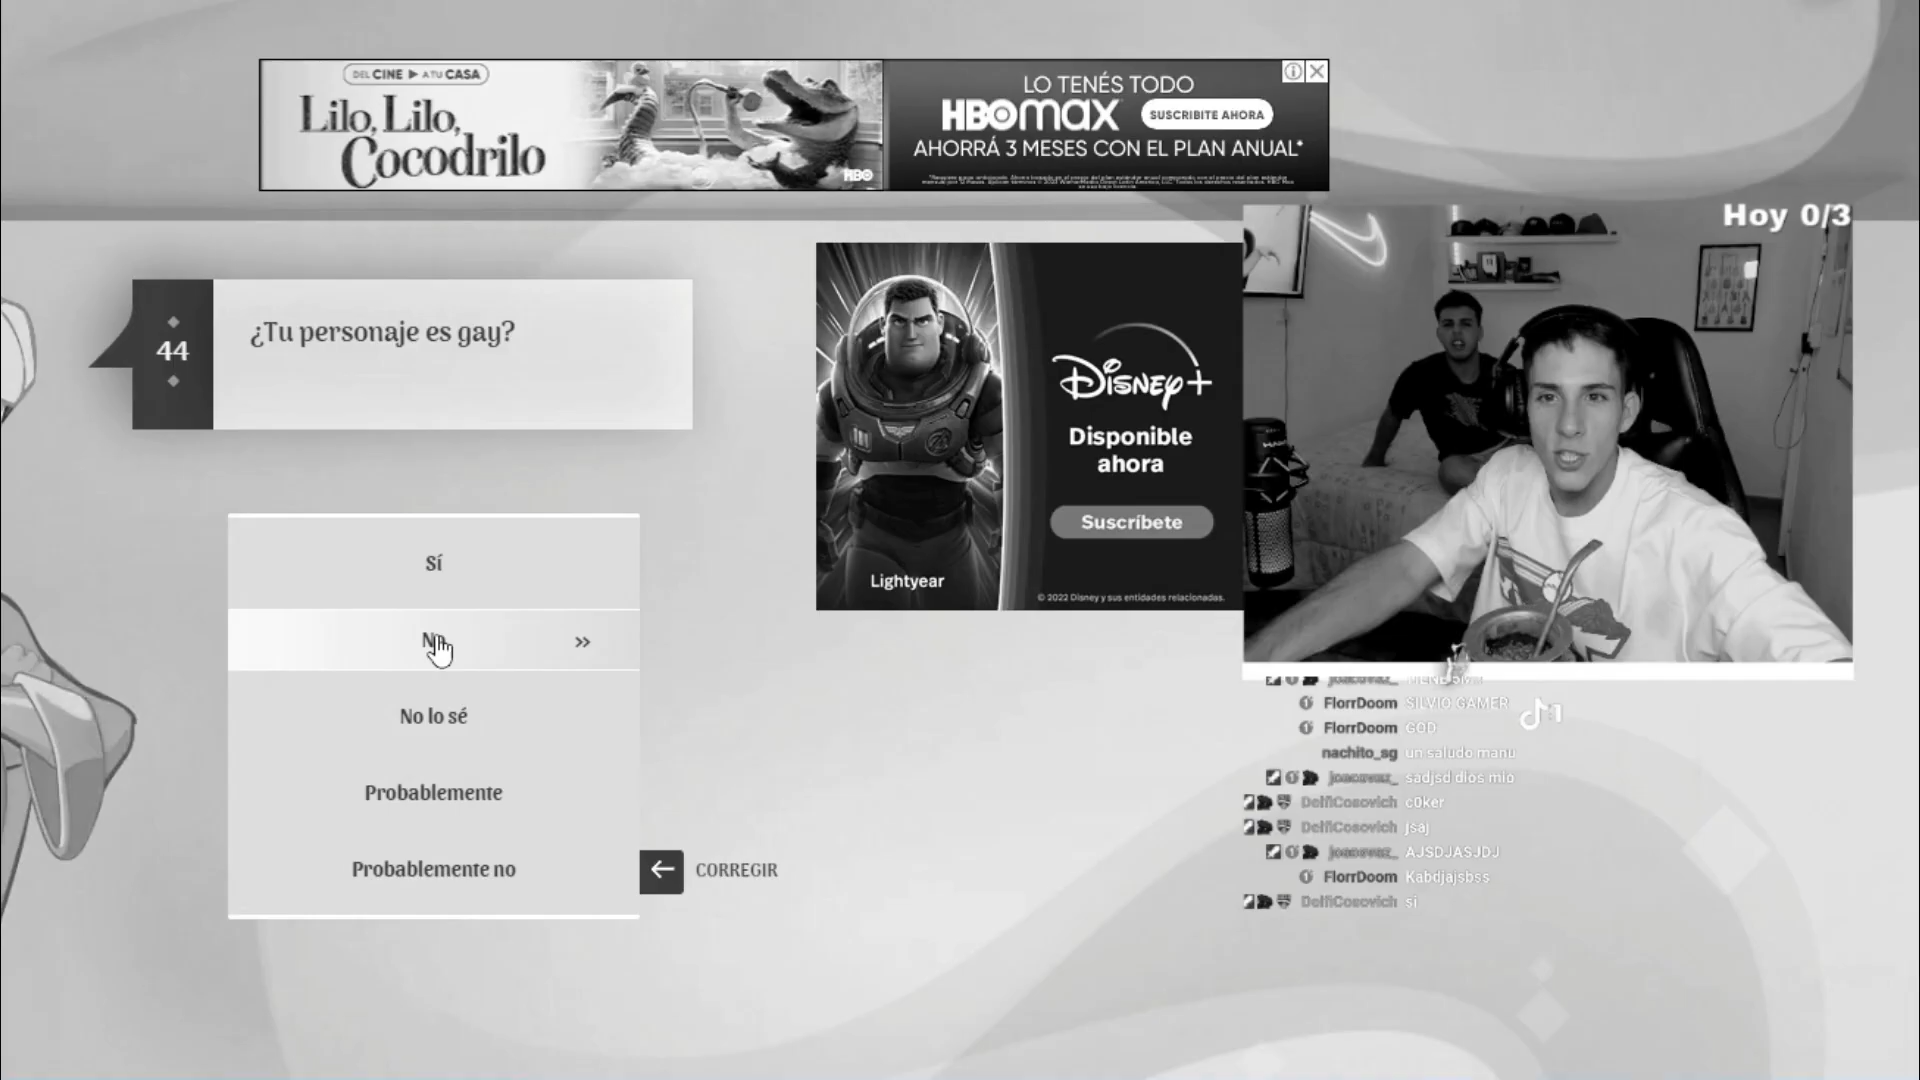 DEL CINE ▶ A TU CASA
Lilo, Lilo,
Cocodrilo
HBO
LO TENÉS TODO
HBOmax
SUSCRIBITE AHORA
AHORRÁ 3 MESES CON EL PLAN ANUAL*
Hoy 0/3
44
¿Tu personaje es gay?
Sí
No
No lo sé
Probablemente
Probablemente no
CORREGIR
Disney+
Disponible
ahora
Suscríbete
Lightyear
© 2022 Disney y sus entidades relacionadas.
FlorrDoom SILVIO GAMER
FlorrDoom GOD
nachito_sg un saludo manu
sadjsd dios mio
DelfiCosovich c0ker
DelfiCosovich jsaj
AJSDJASJDJ
FlorrDoom Kabdjajsbss
DelfiCosovich si